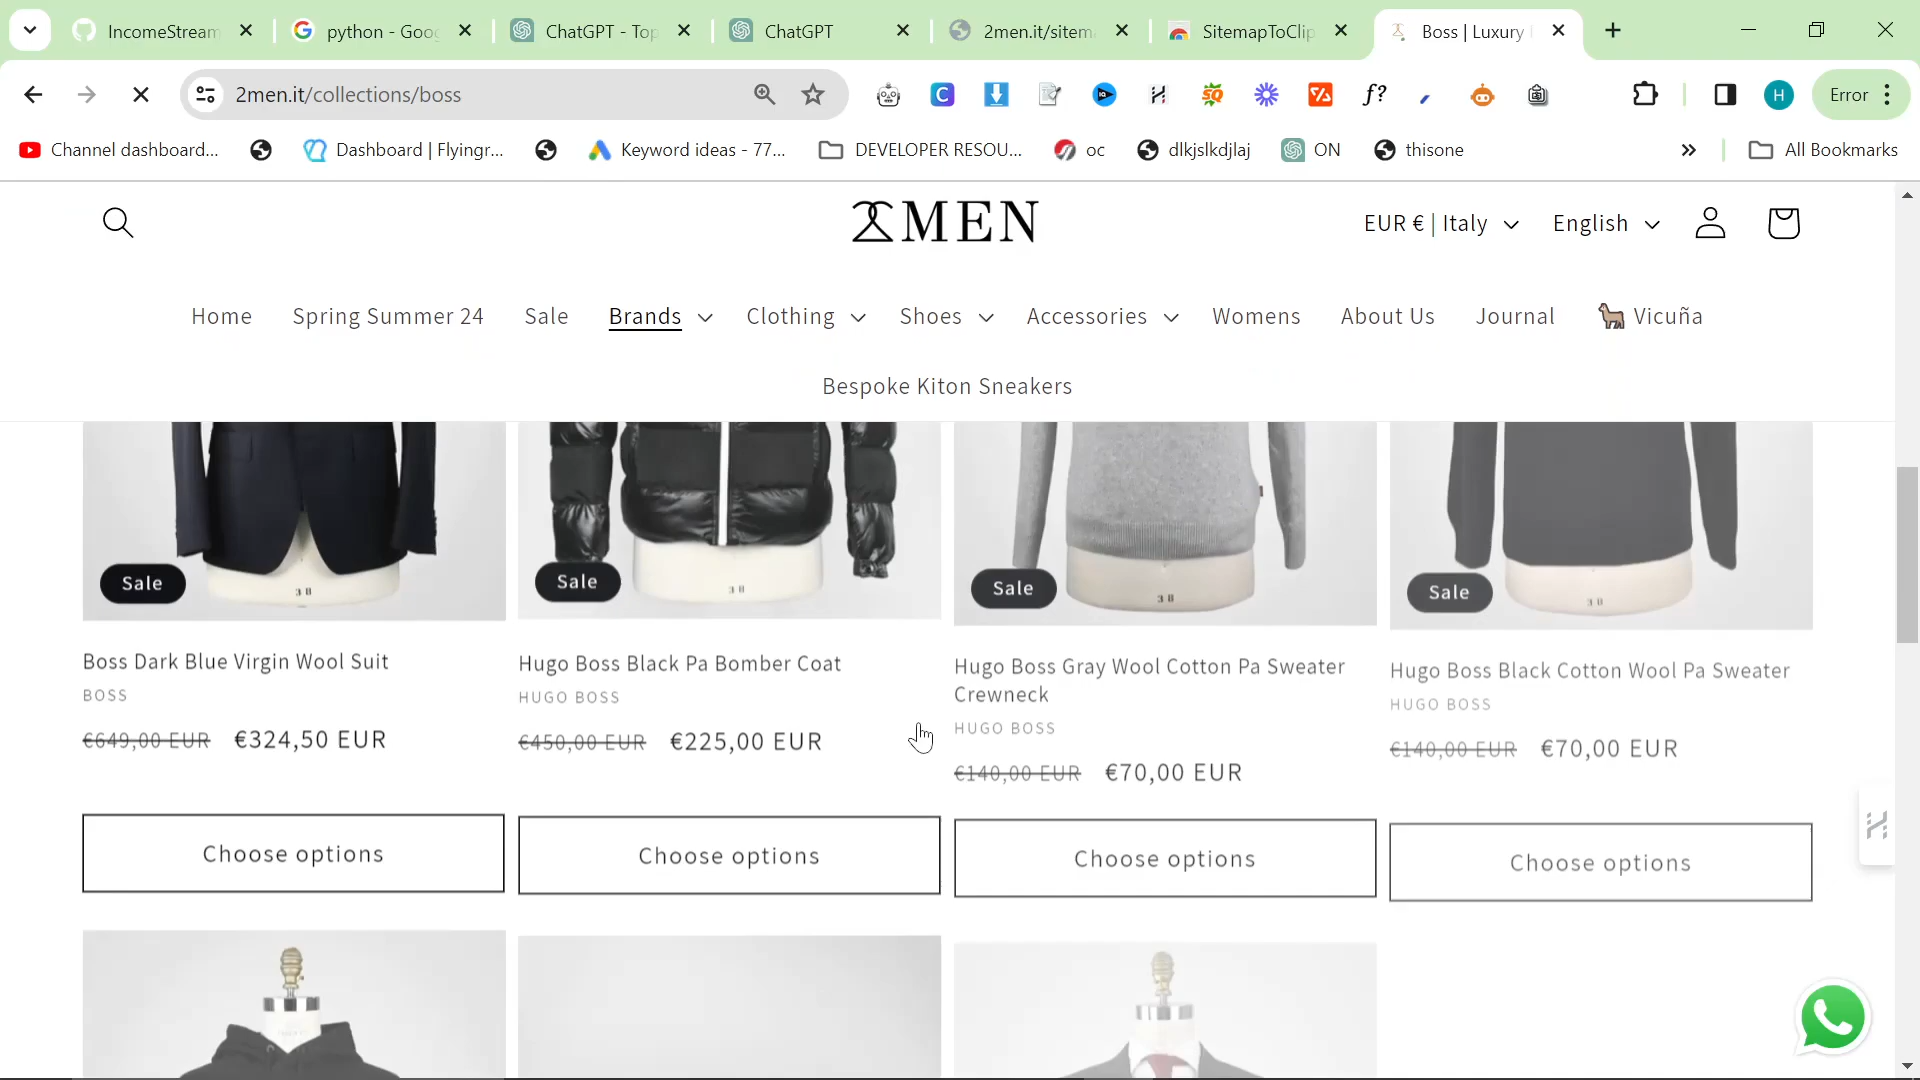 IncomeStream
python - Goo
ChatGPT - Top
ChatGPT
2men.it/sitem
SitemapToClip
Boss | Luxury
2men.it/collections/boss
Error
Channel dashboard...
Dashboard | Flyingr...
Keyword ideas - 77...
DEVELOPER RESOU...
oc
dlkjslkdjlaj
ON
thisone
All Bookmarks
2MEN
EUR € | Italy
English
Home
Spring Summer 24
Sale
Brands
Clothing
Shoes
Accessories
Womens
About Us
Journal
Vicuña
Bespoke Kiton Sneakers
Sale
38
Sale
38
Sale
38
Sale
38
Boss Dark Blue Virgin Wool Suit
BOSS
€649,00 EUR €324,50 EUR
Choose options
Hugo Boss Black Pa Bomber Coat
HUGO BOSS
€450,00 EUR €225,00 EUR
Choose options
Hugo Boss Gray Wool Cotton Pa Sweater
Crewneck
HUGO BOSS
€140,00 EUR €70,00 EUR
Choose options
Hugo Boss Black Cotton Wool Pa Sweater
HUGO BOSS
€140,00 EUR €70,00 EUR
Choose options